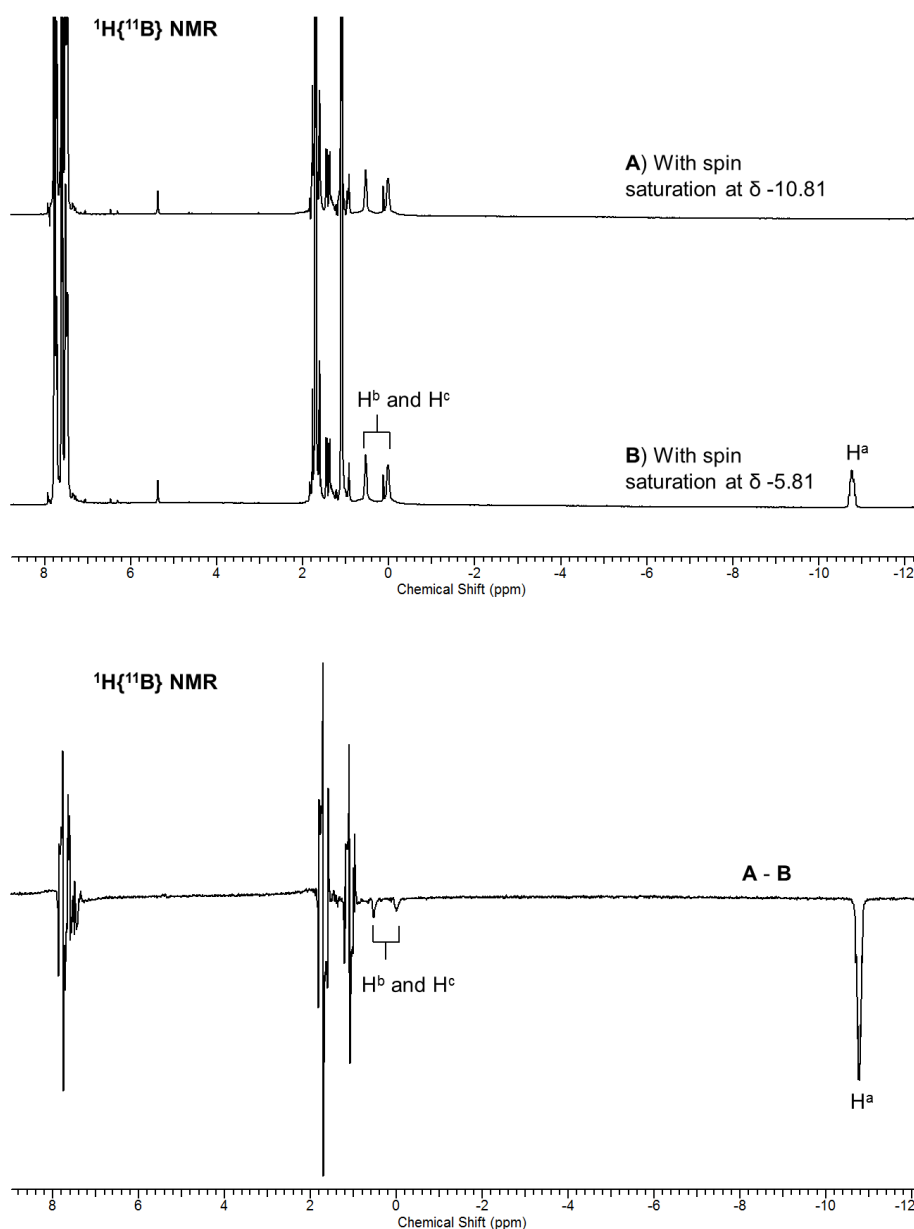 ¹H{¹¹B} NMR
A) With spin
saturation at δ -10.81
Hᵇ and Hᶜ
B) With spin
saturation at δ -5.81
Hᵃ
8 6 4 2 0 -2 -4 -6 -8 -10 -12
Chemical Shift (ppm)
¹H{¹¹B} NMR
A - B
Hᵇ and Hᶜ
Hᵃ
8 6 4 2 0 -2 -4 -6 -8 -10 -12
Chemical Shift (ppm)